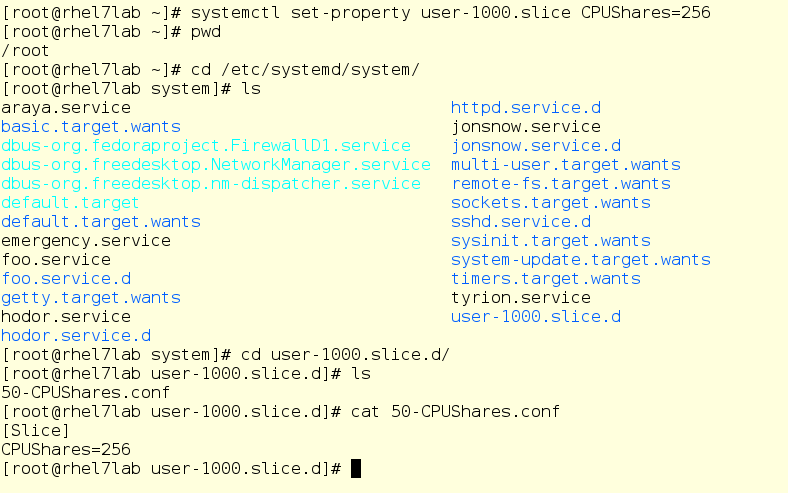 [root@rhel7lab ~]# systemctl set-property user-1000.slice CPUShares=256
[root@rhel7lab ~]# pwd
/root
[root@rhel7lab ~]# cd /etc/systemd/system/
[root@rhel7lab system]# ls
araya.service httpd.service.d
basic.target.wants jonsnow.service
dbus-org.fedoraproject.FirewallD1.service jonsnow.service.d
dbus-org.freedesktop.NetworkManager.service multi-user.target.wants
dbus-org.freedesktop.nm-dispatcher.service remote-fs.target.wants
default.target sockets.target.wants
default.target.wants sshd.service.d
emergency.service sysinit.target.wants
foo.service system-update.target.wants
foo.service.d timers.target.wants
getty.target.wants tyrion.service
hodor.service user-1000.slice.d
hodor.service.d
[root@rhel7lab system]# cd user-1000.slice.d/
[root@rhel7lab user-1000.slice.d]# ls
50-CPUShares.conf
[root@rhel7lab user-1000.slice.d]# cat 50-CPUShares.conf
[Slice]
CPUShares=256
[root@rhel7lab user-1000.slice.d]#